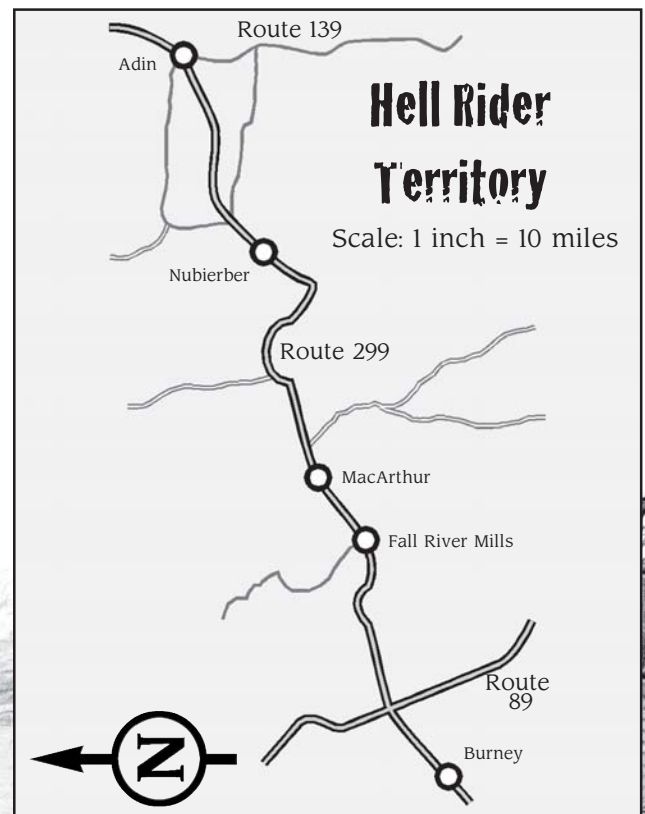 Route 139
Adin
Hell Rider
Territory
Scale: 1 inch = 10 miles
Nubierber
Route 299
MacArthur
Fall River Mills
Route
89
Burney
N